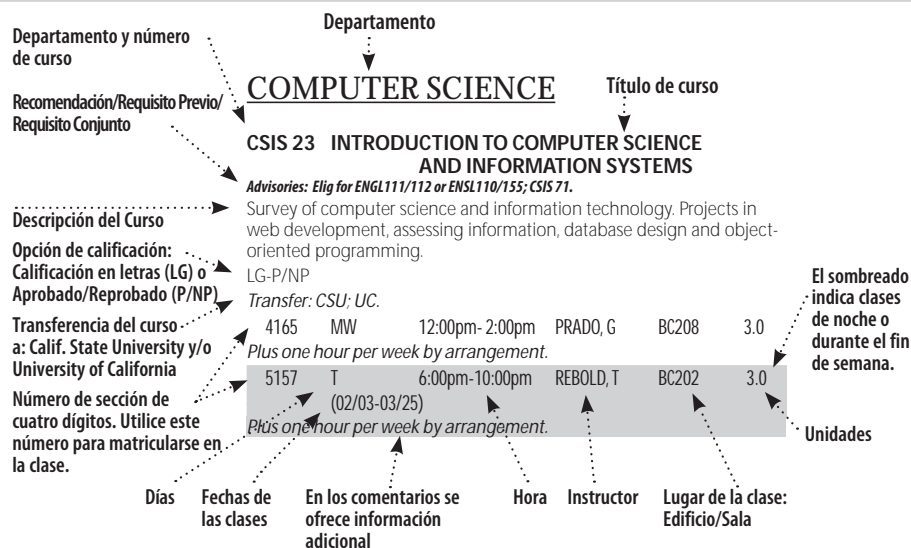 Departamento
Departamento y número
de curso
COMPUTER SCIENCE
Título de curso
Recomendación/Requisito Previo/
Requisito Conjunto
CSIS 23 INTRODUCTION TO COMPUTER SCIENCE
AND INFORMATION SYSTEMS
Advisories: Elig for ENGL111/112 or ENSL110/155; CSIS 71.
Descripción del Curso
Survey of computer science and information technology. Projects in
web development, assessing information, database design and object-
oriented programming.
Opción de calificación:
Calificación en letras (LG) o
Aprobado/Reprobado (P/NP)
LG-P/NP
Transfer: CSU; UC.
Transferencia del curso
a: Calif. State University y/o
University of California
4165 MW 12:00pm- 2:00pm PRADO, G BC208 3.0
Plus one hour per week by arrangement.
El sombreado
indica clases
de noche o
durante el fin
de semana.
Número de sección de
cuatro dígitos. Utilice este
número para matricularse en
la clase.
5157 T 6:00pm-10:00pm REBOLD, T BC202 3.0
(02/03-03/25)
Plus one hour per week by arrangement.
Unidades
Días
Fechas de
las clases
En los comentarios se
ofrece información
adicional
Hora
Instructor
Lugar de la clase:
Edificio/Sala